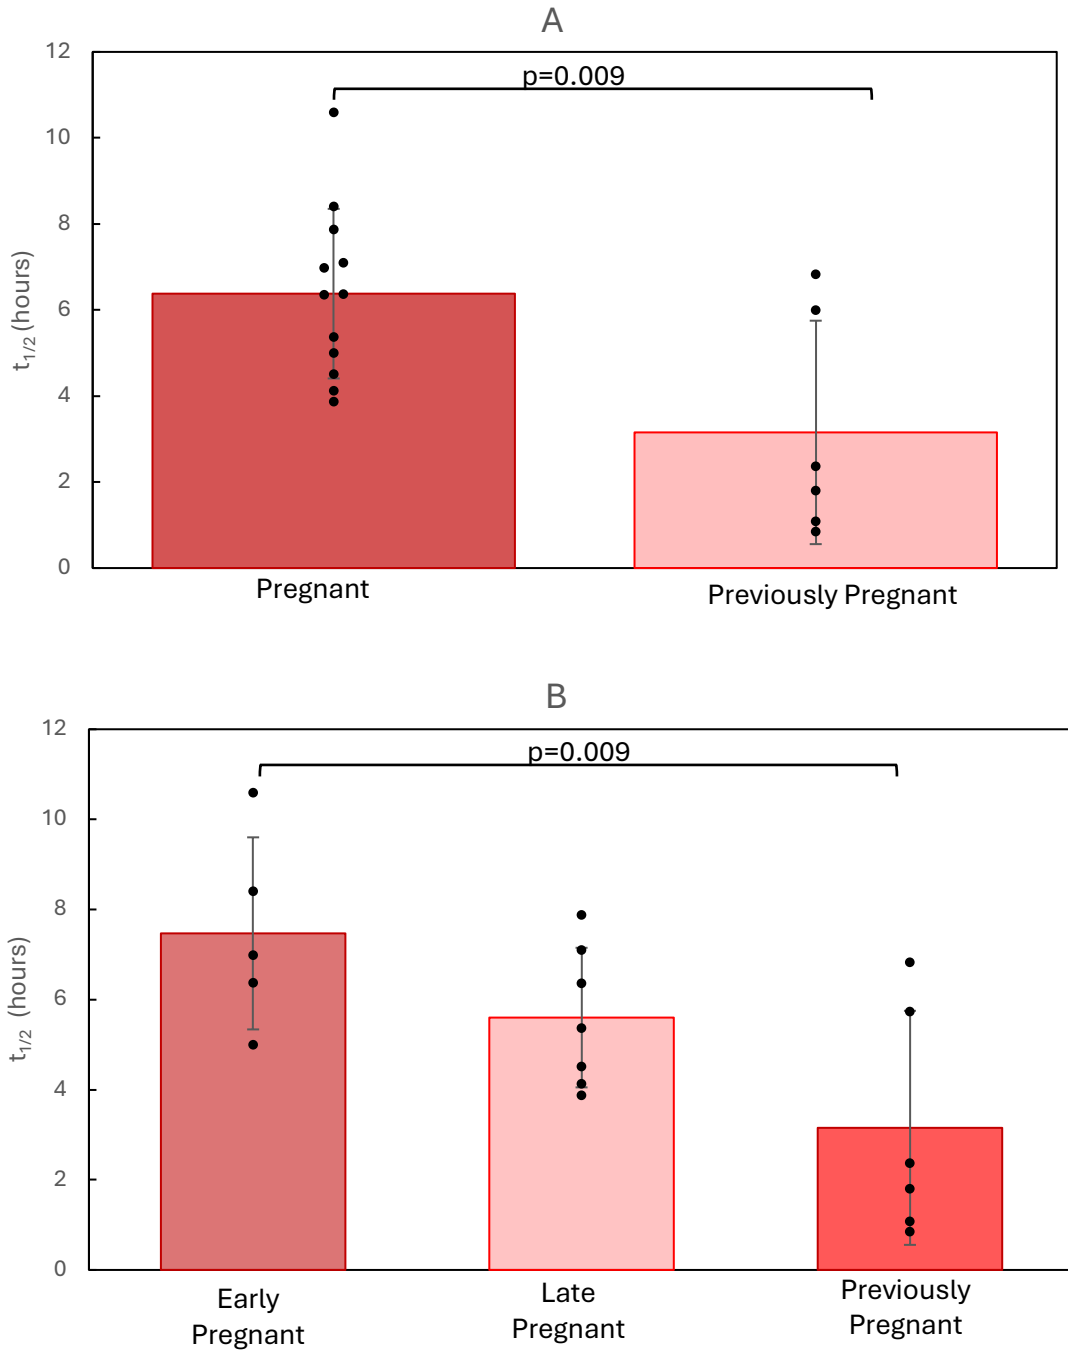 A
12
p=0.009
10
8
6
4
2
0
t1/2 (hours)
Pregnant
Previously Pregnant
B
12
p=0.009
10
8
6
4
2
0
t1/2 (hours)
Early
Pregnant
Late
Pregnant
Previously
Pregnant